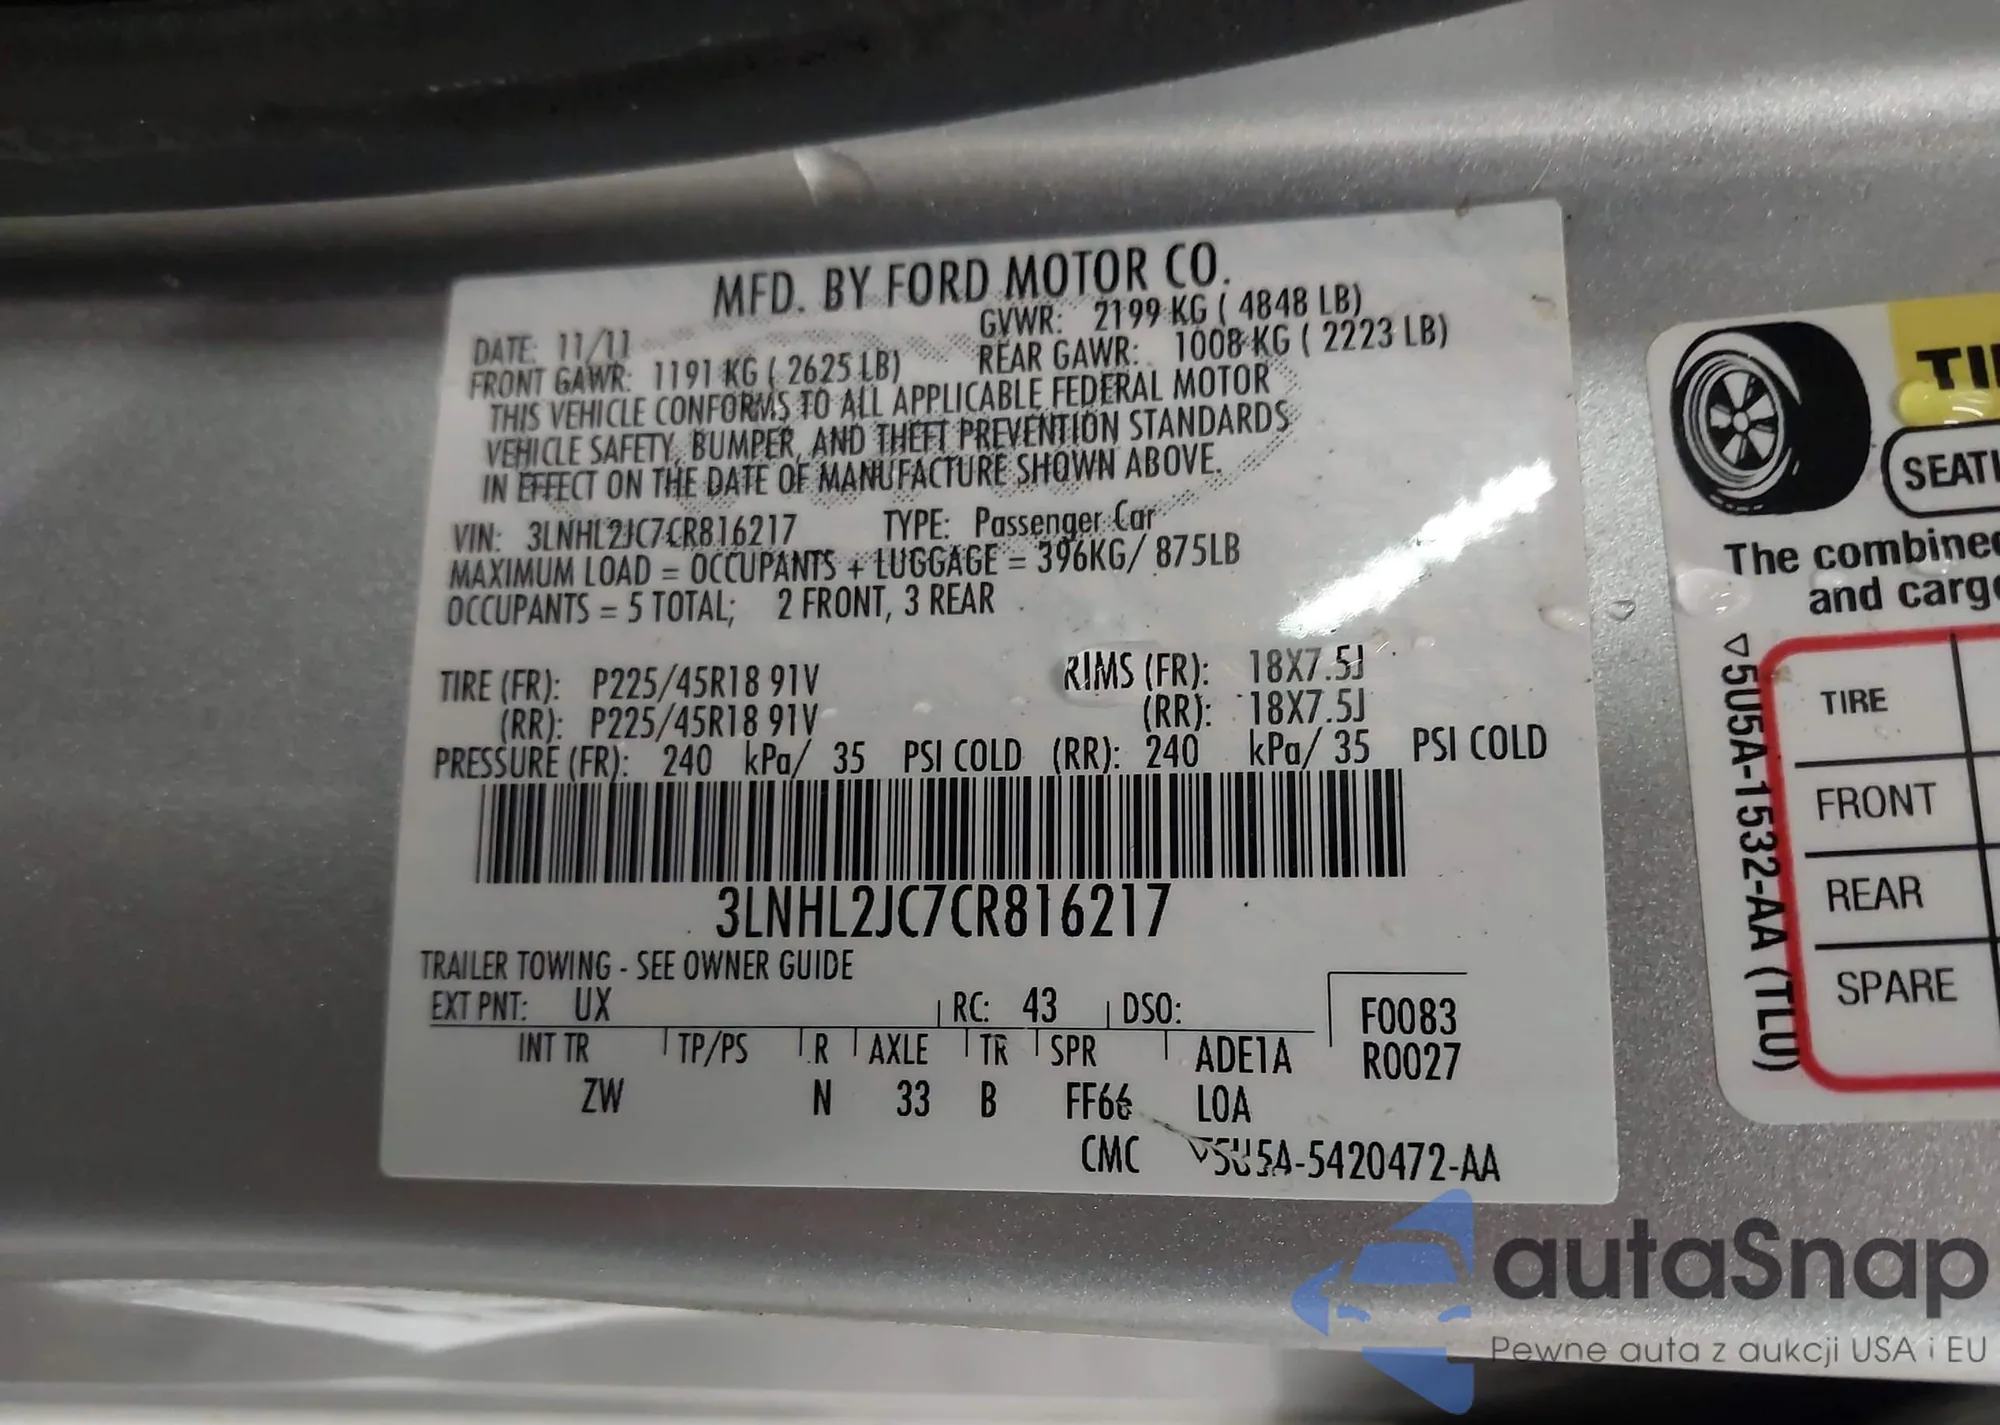 MFD. BY FORD MOTOR CO.
DATE: 11/11 GVWR: 2199 KG ( 4848 LB)
FRONT GAWR: 1191 KG ( 2625 LB) REAR GAWR: 1008 KG ( 2223 LB)
THIS VEHICLE CONFORMS TO ALL APPLICABLE FEDERAL MOTOR
VEHICLE SAFETY, BUMPER, AND THEFT PREVENTION STANDARDS
IN EFFECT ON THE DATE OF MANUFACTURE SHOWN ABOVE.
VIN: 3LNHL2JC7CR816217 TYPE: Passenger Car
MAXIMUM LOAD = OCCUPANTS + LUGGAGE = 396KG/ 875LB
OCCUPANTS = 5 TOTAL; 2 FRONT, 3 REAR
TIRE (FR): P225/45R18 91V RIMS (FR): 18X7.5J
(RR): P225/45R18 91V (RR): 18X7.5J
PRESSURE (FR): 240 kPa/ 35 PSI COLD (RR): 240 kPa/ 35 PSI COLD
3LNHL2JC7CR816217
TRAILER TOWING - SEE OWNER GUIDE
EXT PNT: UX RC: 43 DSO: F0083
INT TR TP/PS R AXLE TR SPR ADE1A R0027
ZW N 33 B FF66 LOA
CMC 5U5A-5420472-AA
SEATI
The combined
and cargo
TIRE
FRONT
REAR
SPARE
5U5A-1532-AA (TLU)
autaSnap
Pewne auta z aukcji USA i EU